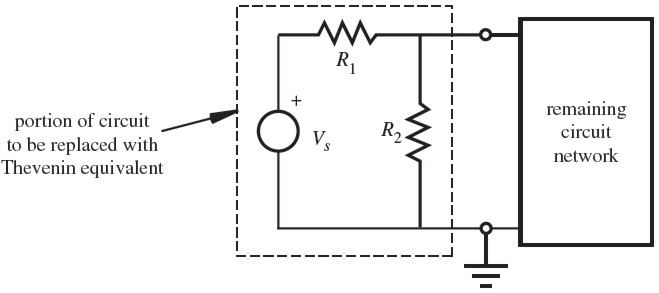 portion of circuit
to be replaced with
Thevenin equivalent
R1
+
Vs
R2
remaining
circuit
network